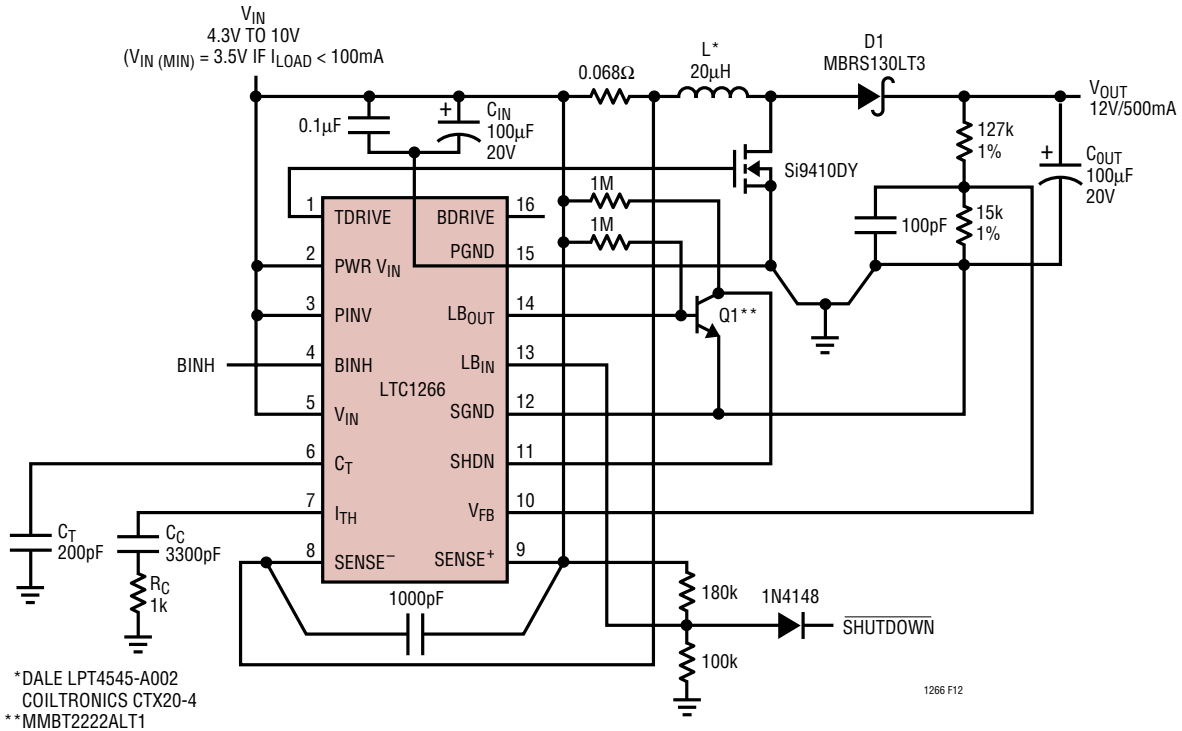 V_IN
4.3V TO 10V
(V_IN (MIN) = 3.5V IF I_LOAD < 100mA
0.1µF
+
C_IN
100µF
20V
0.068Ω
L*
20µH
D1
MBRS130LT3
V_OUT
12V/500mA
127k
1%
+
C_OUT
100µF
20V
Si9410DY
1M
1M
100pF
15k
1%
1
TDRIVE
BDRIVE
16
2
PWR V_IN
PGND
15
3
PINV
LB_OUT
14
Q1**
BINH
4
BINH
LB_IN
13
LTC1266
5
V_IN
SGND
12
6
C_T
SHDN
11
7
I_TH
V_FB
10
8
SENSE⁻
SENSE⁺
9
C_T
200pF
C_C
3300pF
R_C
1k
1000pF
180k
1N4148
SHUTDOWN
100k
*DALE LPT4545-A002
COILTRONICS CTX20-4
**MMBT2222ALT1
1266 F12